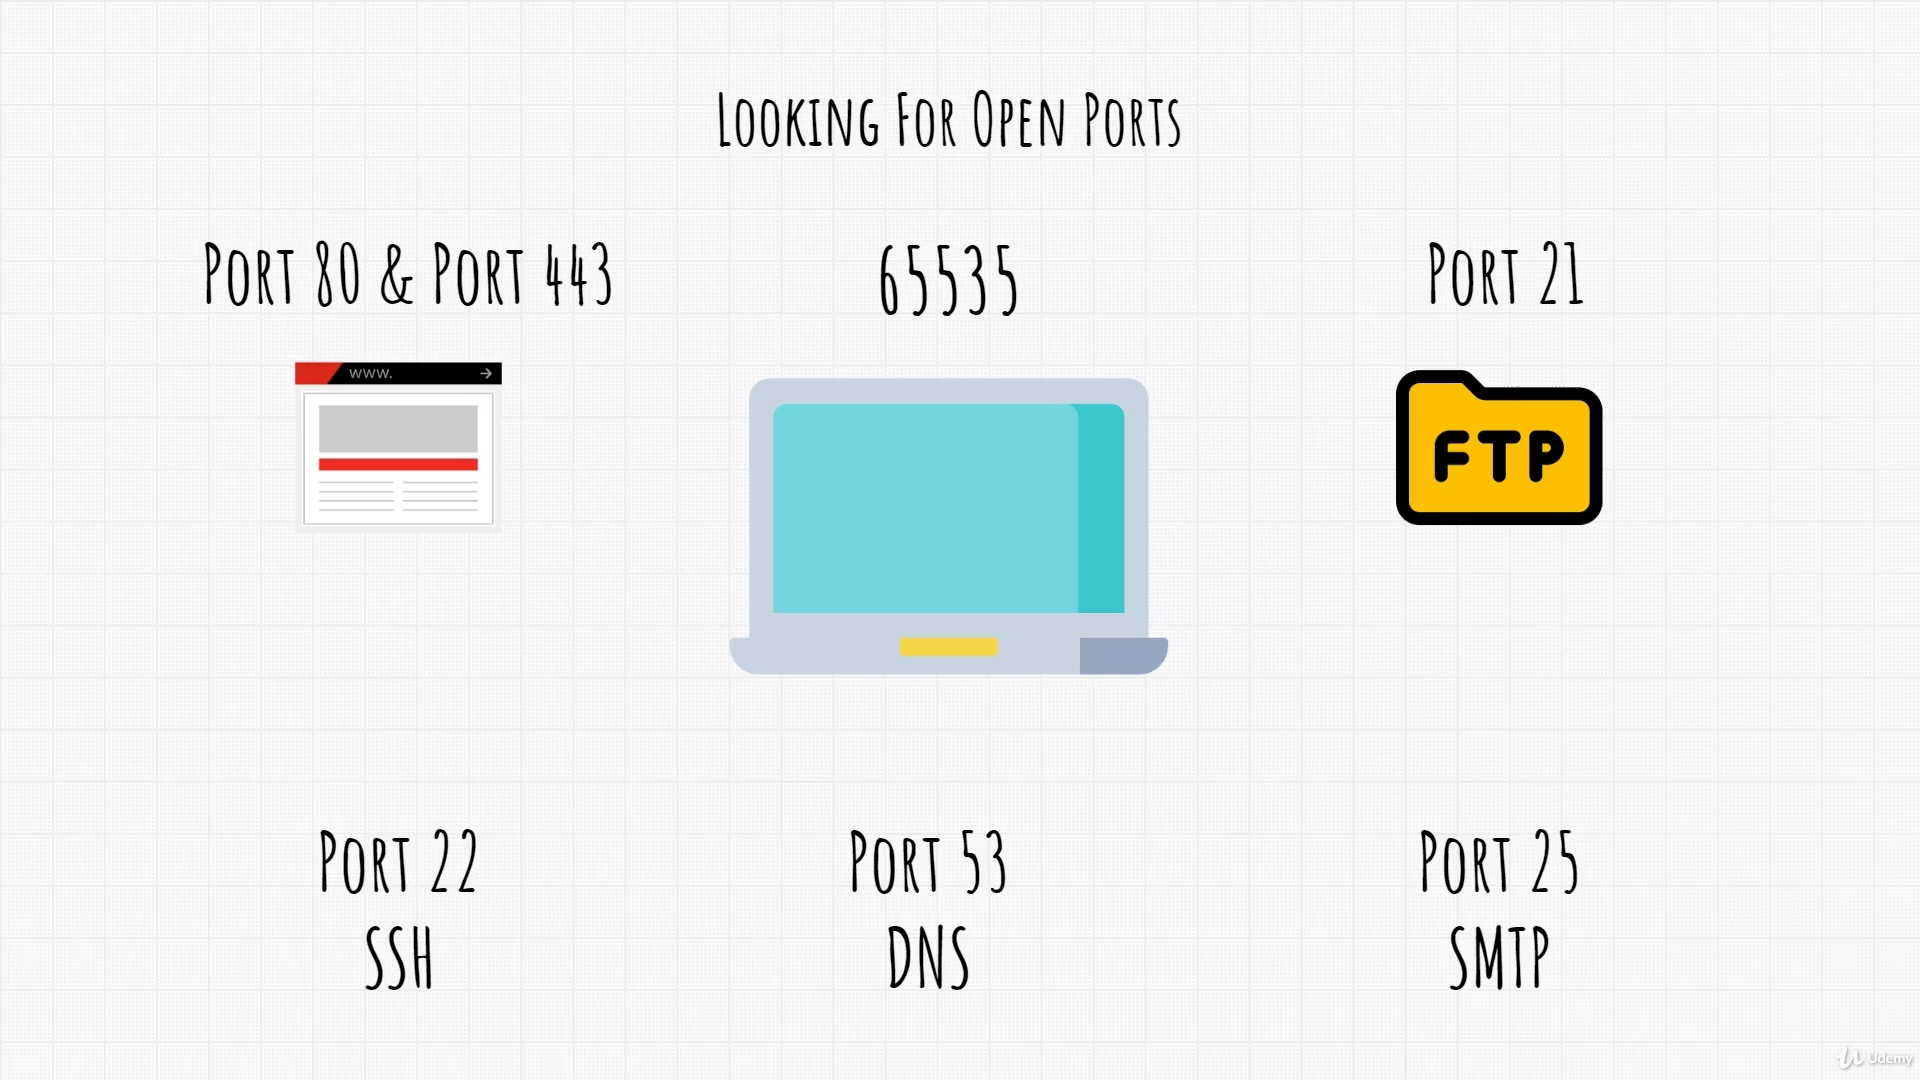 Looking For Open Ports
Port 80 & Port 443
65535
Port 21
www.
FTP
Port 22
SSH
Port 53
DNS
Port 25
SMTP
Udemy